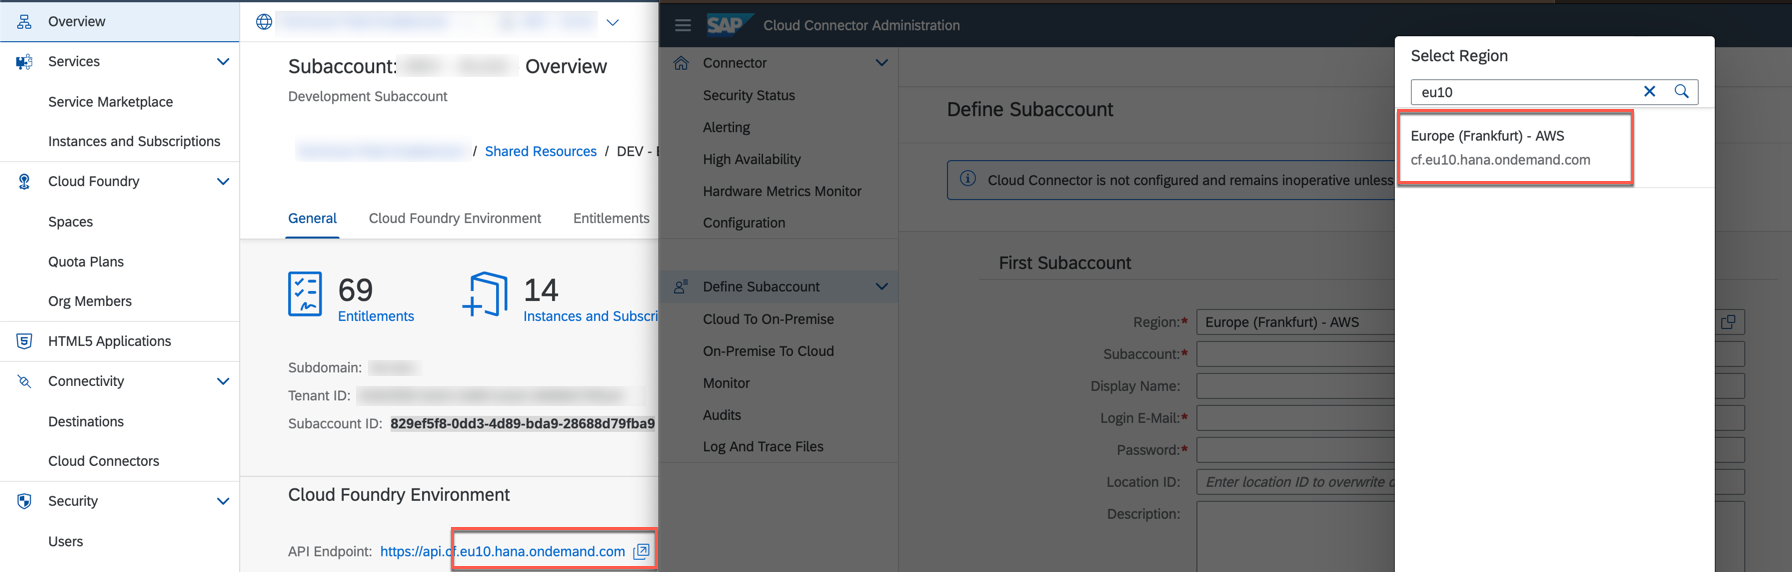 Overview
Services
Service Marketplace
Instances and Subscriptions
Cloud Foundry
Spaces
Quota Plans
Org Members
HTML5 Applications
Connectivity
Destinations
Cloud Connectors
Security
Users
Subaccount: Overview
Development Subaccount
/ Shared Resources / DEV -
General Cloud Foundry Environment Entitlements
69
Entitlements
14
Instances and Subscri
Subdomain:
Tenant ID:
Subaccount ID: 829ef5f8-0dd3-4d89-bda9-28688d79fba9
Cloud Foundry Environment
API Endpoint: https://api.cf.eu10.hana.ondemand.com
SAP Cloud Connector Administration
Connector
Security Status
Alerting
High Availability
Hardware Metrics Monitor
Configuration
Define Subaccount
Cloud To On-Premise
On-Premise To Cloud
Monitor
Audits
Log And Trace Files
Define Subaccount
Cloud Connector is not configured and remains inoperative unless
First Subaccount
Region:* Europe (Frankfurt) - AWS
Subaccount:*
Display Name:
Login E-Mail:*
Password:*
Location ID: Enter location ID to overwrite
Description:
Select Region
eu10
Europe (Frankfurt) - AWS
cf.eu10.hana.ondemand.com